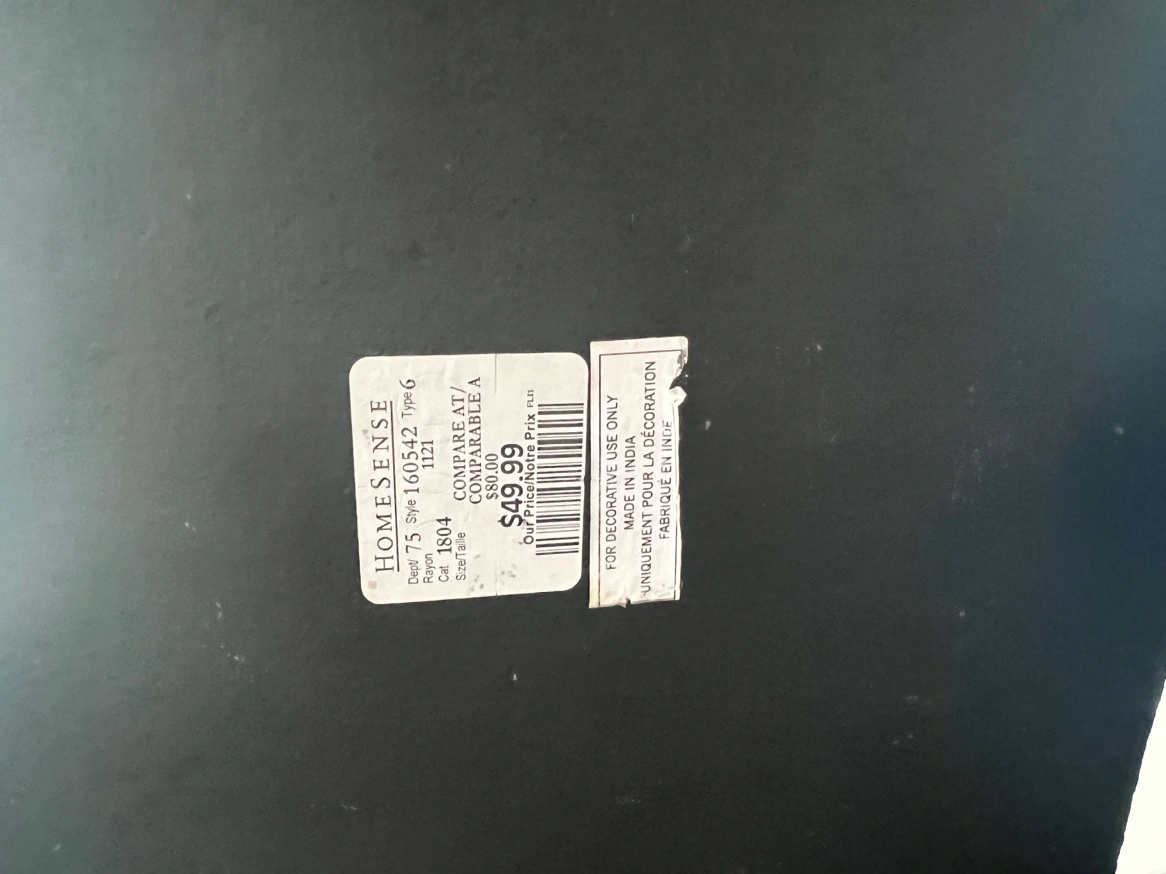 HOMESENSE
Dept/ 75 Style 160542 Type 6
Rayon 1121
Cat 1804
Size/Taille
COMPARE AT/
COMPARABLE A
$80.00
$49.99
Our Price/Notre Prix FL11
FOR DECORATIVE USE ONLY
MADE IN INDIA
UNIQUEMENT POUR LA DÉCORATION
FABRIQUÉ EN INDE